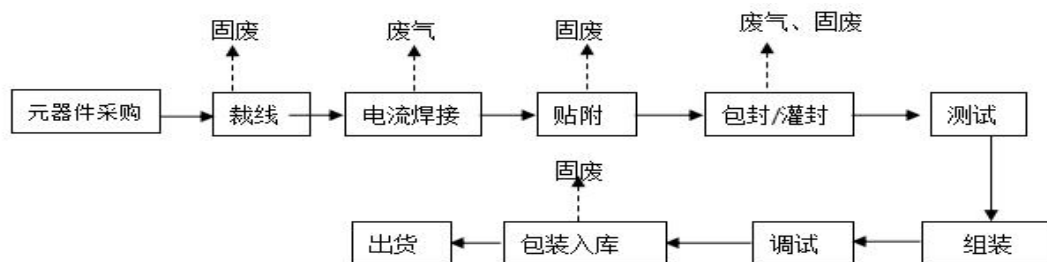 固废
废气
固废
废气、固废
元器件采购
裁线
电流焊接
贴附
包封/灌封
测试
固废
出货
包装入库
调试
组装